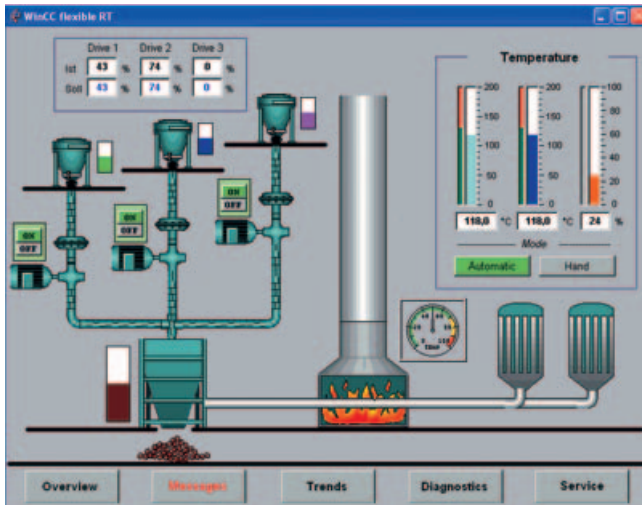 WinCC flexible RT
Drive 1 Drive 2 Drive 3
Ist 43 % 74 % 0 %
Soll 43 % 74 % 0 %
Temperature
200 200 100
150 150 80
60
100 100
40
50 50
20
0 0 0
118,0 °C 118,0 °C 24 %
Mode
Automatic Hand
ON
OFF
ON
OFF
ON
OFF
Overview Messages Trends Diagnostics Service